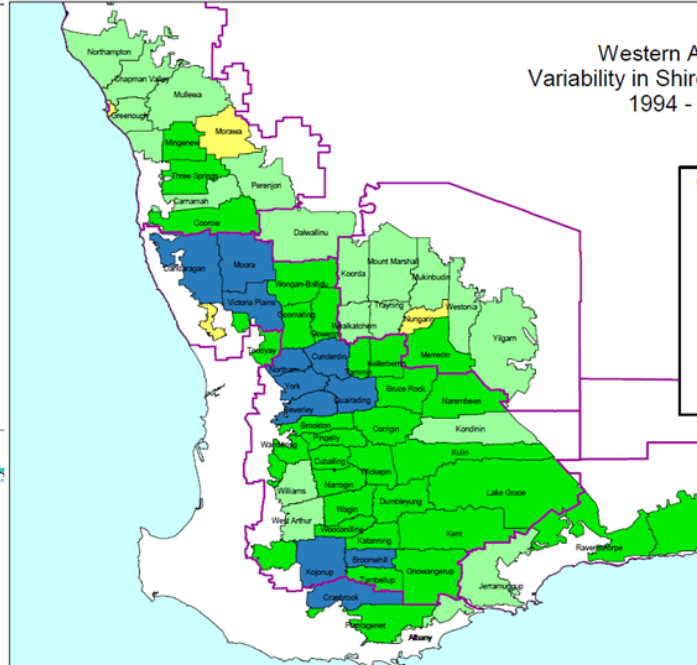 Western A
Variability in Shire
1994 -
Northampton
Chapman Valley
Mullewa
Greenough
Morawa
Mingenew
Three Springs
Perenjori
Carnamah
Coorow
Dalwallinu
Dandaragan
Moora
Koorda
Mount Marshall
Mukinbudin
Wongan-Ballidu
Victoria Plains
Trayning
Westonia
Goomalling
Dowerin
Wyalkatchem
Nungarin
Yilgarn
Toodyay
Cunderdin
Merredin
Northam
Tammin
Kellerberrin
York
Quairading
Bruce Rock
Narembeen
Beverley
Brookton
Corrigin
Kondinin
Wandering
Pingelly
Kulin
Cuballing
Wickepin
Williams
Narrogin
Lake Grace
Dumbleyung
West Arthur
Wagin
Woodanilling
Kent
Katanning
Ravensthorpe
Broomehill
Kojonup
Gnowangerup
Tambellup
Jerramungup
Cranbrook
Plantagenet
Albany